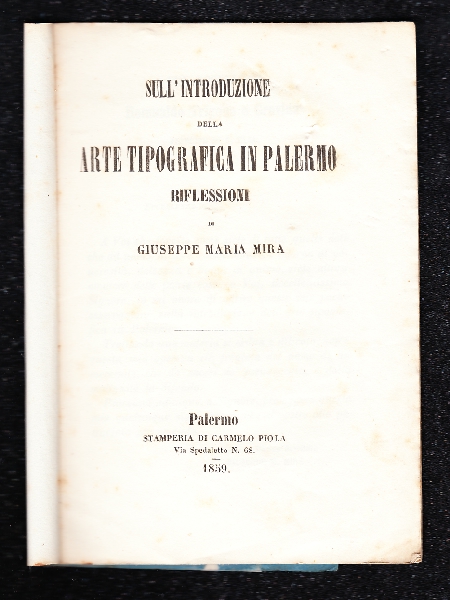 SULL' INTRODUZIONE
DELLA
ARTE TIPOGRAFICA IN PALERMO
RIFLESSIONI
DI
GIUSEPPE MARIA MIRA
Palermo
STAMPERIA DI CARMELO PIOLA
Via Spedaletto N. 68.
1859.